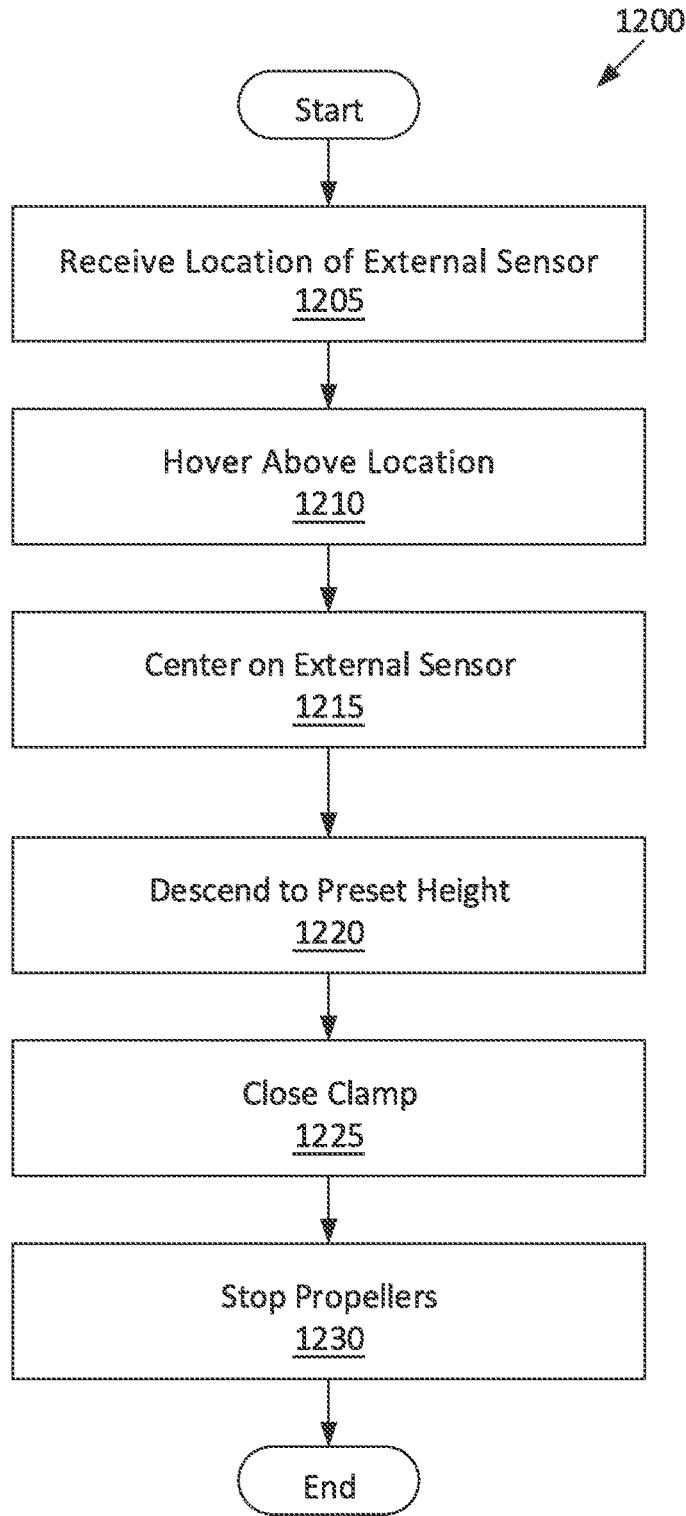 1200
Start
Receive Location of External Sensor
1205
Hover Above Location
1210
Center on External Sensor
1215
Descend to Preset Height
1220
Close Clamp
1225
Stop Propellers
1230
End